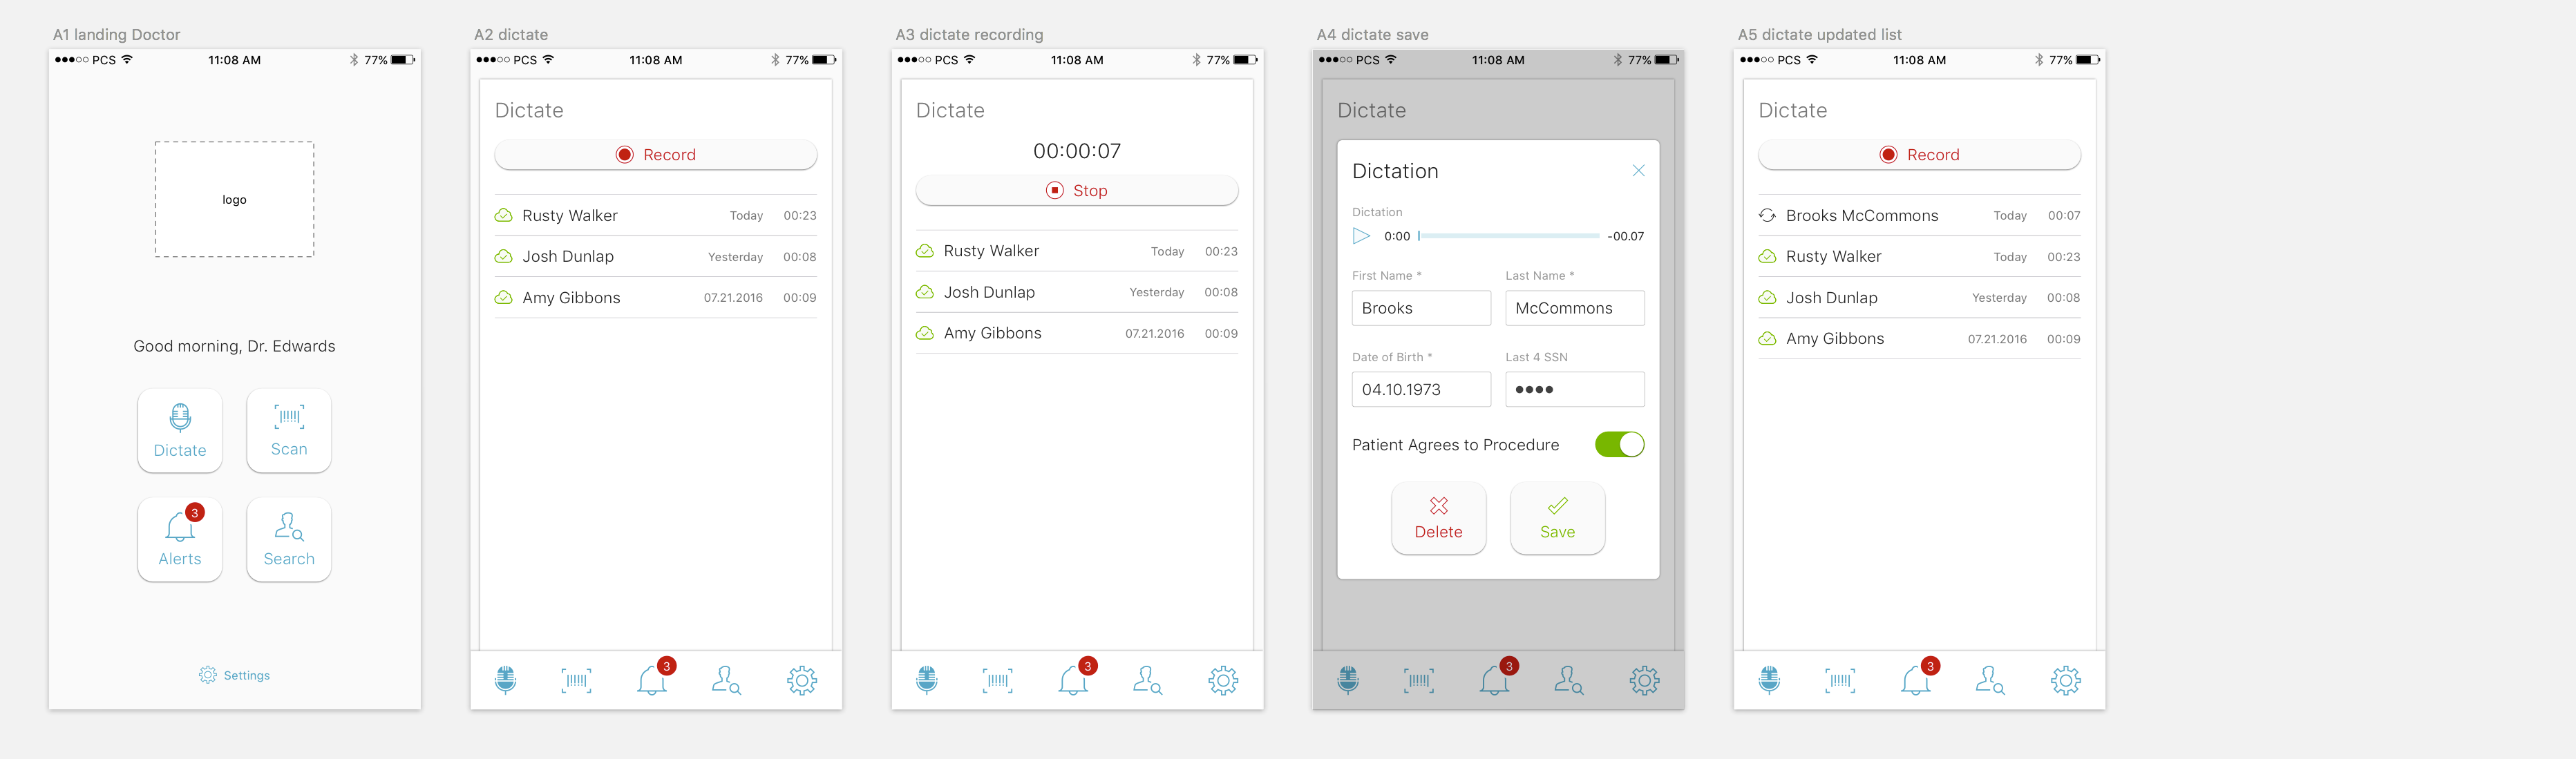 A1 landing Doctor
PCS 11:08 AM 77%
logo
Good morning, Dr. Edwards
Dictate Scan
3
Alerts Search
Settings
A2 dictate
PCS 11:08 AM 77%
Dictate
Record
Rusty Walker Today 00:23
Josh Dunlap Yesterday 00:08
Amy Gibbons 07.21.2016 00:09
3
A3 dictate recording
PCS 11:08 AM 77%
Dictate
00:00:07
Stop
Rusty Walker Today 00:23
Josh Dunlap Yesterday 00:08
Amy Gibbons 07.21.2016 00:09
3
A4 dictate save
PCS 11:08 AM 77%
Dictate
Dictation
Dictation
0:00 -00.07
First Name * Last Name *
Brooks McCommons
Date of Birth * Last 4 SSN
04.10.1973 ●●●●
Patient Agrees to Procedure
Delete Save
3
A5 dictate updated list
PCS 11:08 AM 77%
Dictate
Record
Brooks McCommons Today 00:07
Rusty Walker Today 00:23
Josh Dunlap Yesterday 00:08
Amy Gibbons 07.21.2016 00:09
3